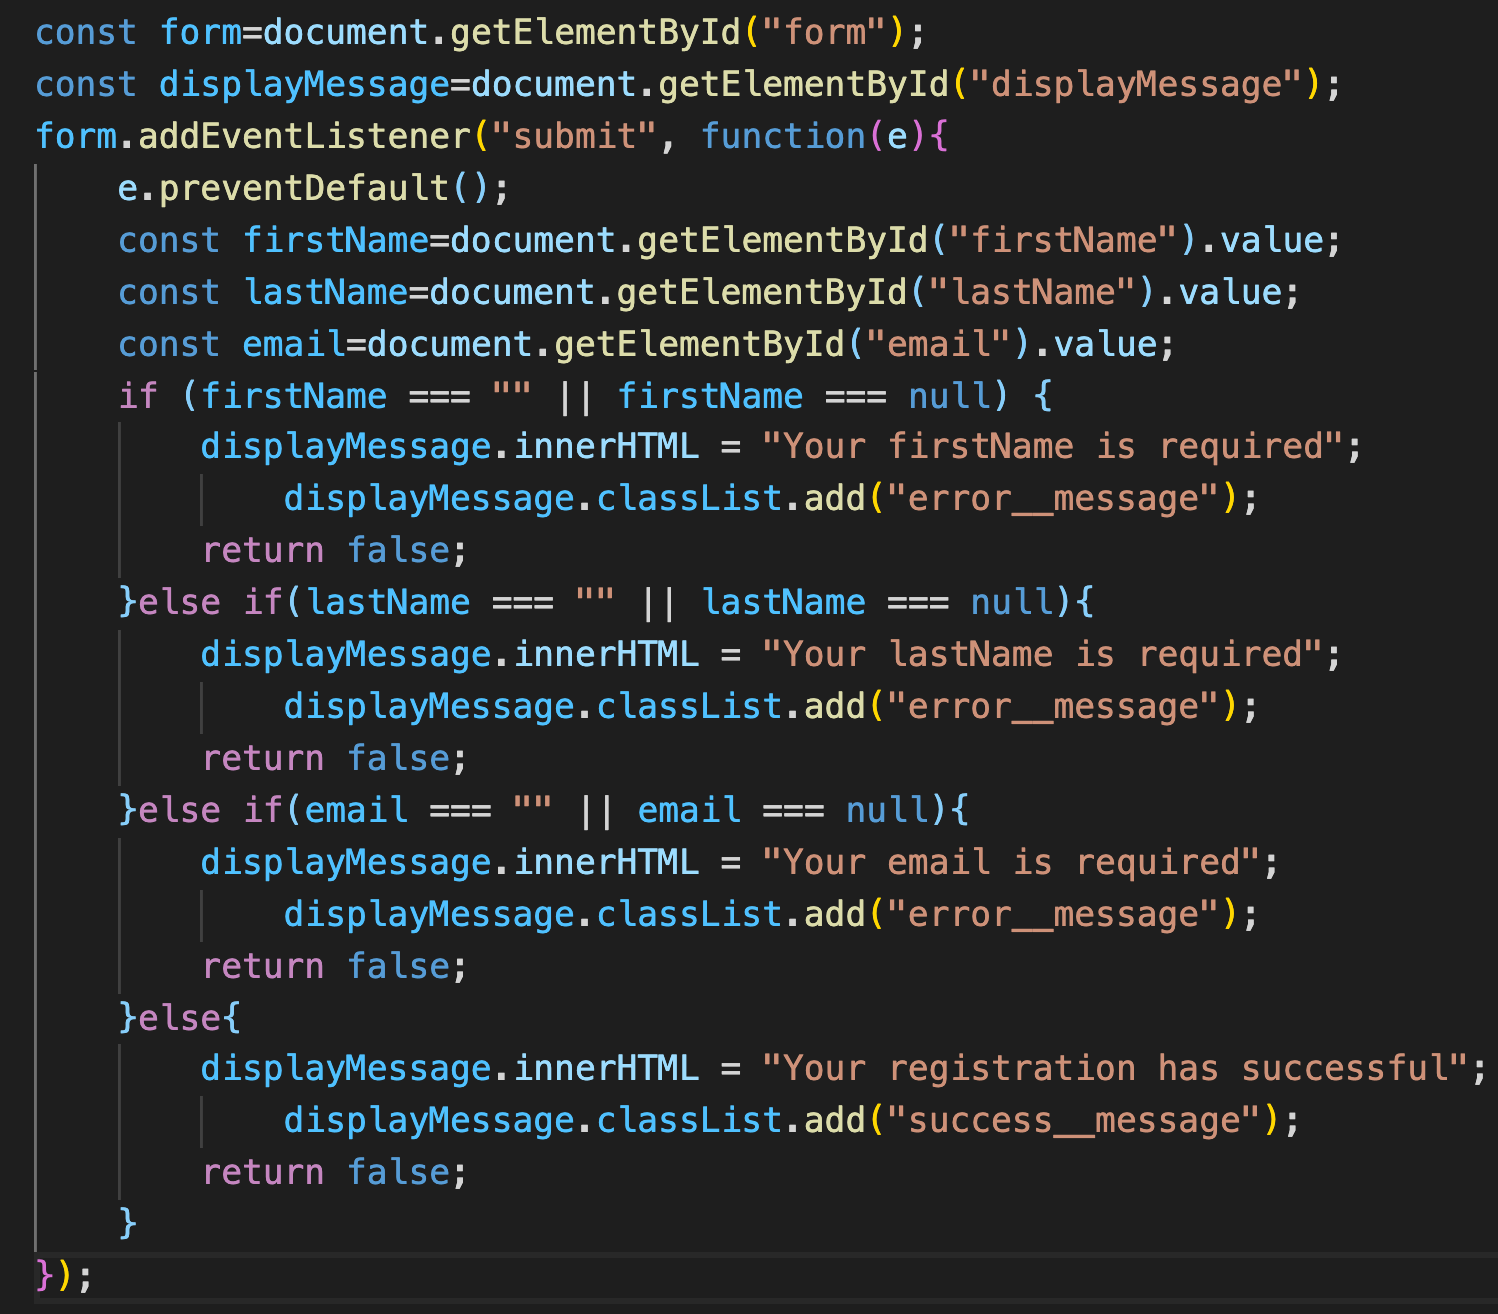 const form=document.getElementById("form");
const displayMessage=document.getElementById("displayMessage");
form.addEventListener("submit", function(e){
    e.preventDefault();
    const firstName=document.getElementById("firstName").value;
    const lastName=document.getElementById("lastName").value;
    const email=document.getElementById("email").value;
    if (firstName === "" || firstName === null) {
        displayMessage.innerHTML = "Your firstName is required";
            displayMessage.classList.add("error__message");
        return false;
    }else if(lastName === "" || lastName === null){
        displayMessage.innerHTML = "Your lastName is required";
            displayMessage.classList.add("error__message");
        return false;
    }else if(email === "" || email === null){
        displayMessage.innerHTML = "Your email is required";
            displayMessage.classList.add("error__message");
        return false;
    }else{
        displayMessage.innerHTML = "Your registration has successful";
            displayMessage.classList.add("success__message");
        return false;
    }
});